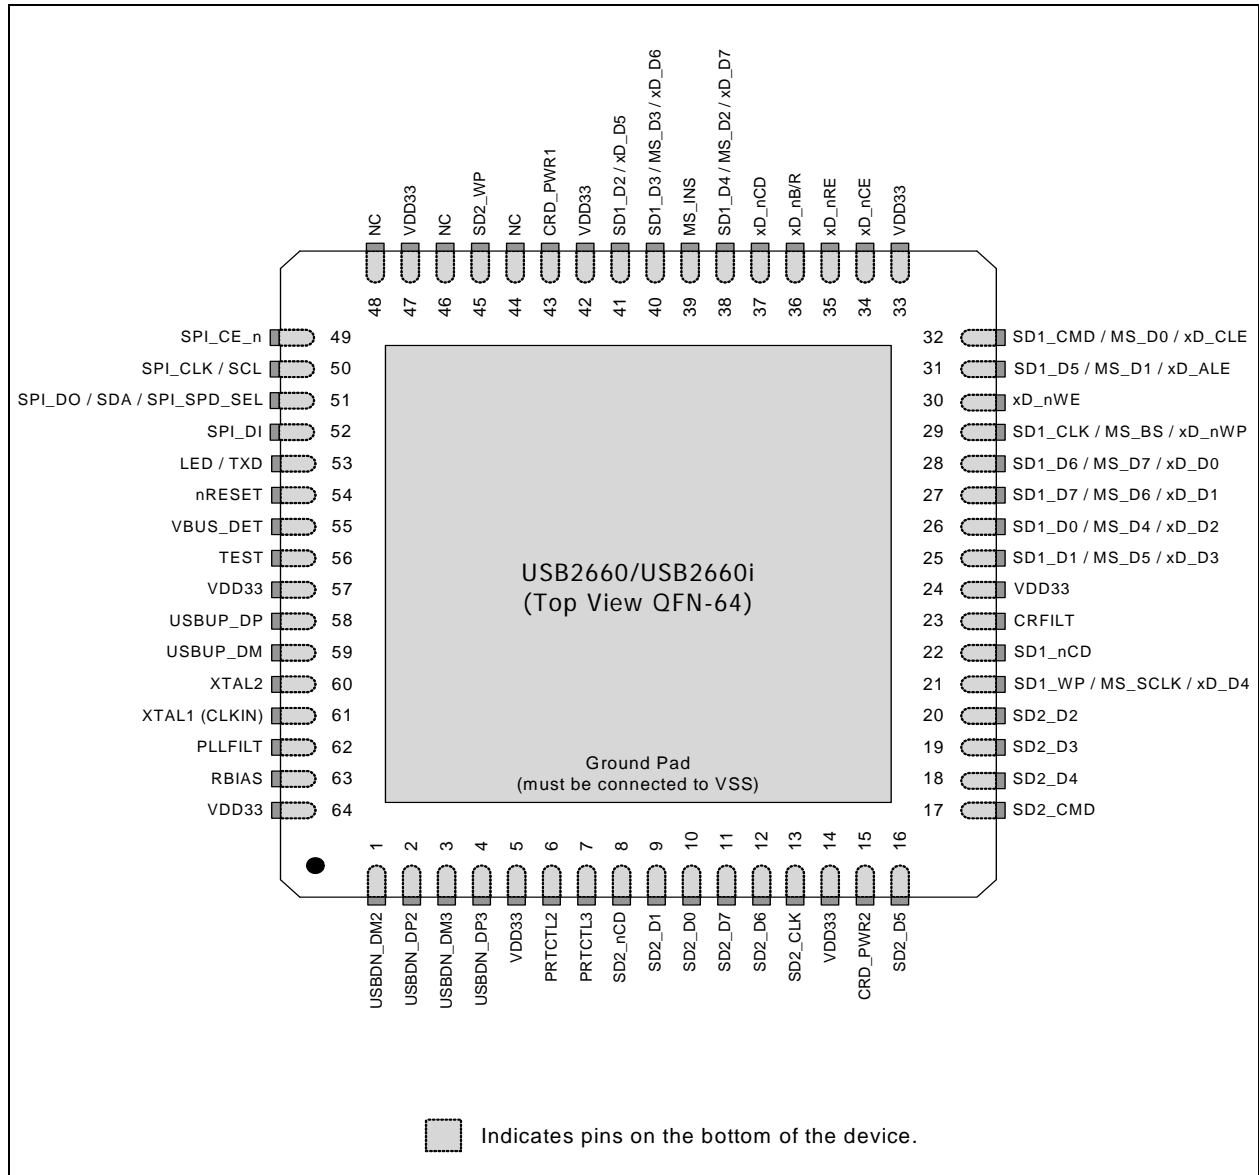 NC
VDD33
NC
SD2_WP
NC
CRD_PWR1
VDD33
SD1_D2 / xD_D5
SD1_D3 / MS_D3 / xD_D6
MS_INS
SD1_D4 / MS_D2 / xD_D7
xD_nCD
xD_nB/R
xD_nRE
xD_nCE
VDD33
48
47
46
45
44
43
42
41
40
39
38
37
36
35
34
33
SPI_CE_n 49
SPI_CLK / SCL 50
SPI_DO / SDA / SPI_SPD_SEL 51
SPI_DI 52
LED / TXD 53
nRESET 54
VBUS_DET 55
TEST 56
VDD33 57
USBUP_DP 58
USBUP_DM 59
XTAL2 60
XTAL1 (CLKIN) 61
PLLFILT 62
RBIAS 63
VDD33 64
USB2660/USB2660i
(Top View QFN-64)
Ground Pad
(must be connected to VSS)
32 SD1_CMD / MS_D0 / xD_CLE
31 SD1_D5 / MS_D1 / xD_ALE
30 xD_nWE
29 SD1_CLK / MS_BS / xD_nWP
28 SD1_D6 / MS_D7 / xD_D0
27 SD1_D7 / MS_D6 / xD_D1
26 SD1_D0 / MS_D4 / xD_D2
25 SD1_D1 / MS_D5 / xD_D3
24 VDD33
23 CRFILT
22 SD1_nCD
21 SD1_WP / MS_SCLK / xD_D4
20 SD2_D2
19 SD2_D3
18 SD2_D4
17 SD2_CMD
1
2
3
4
5
6
7
8
9
10
11
12
13
14
15
16
USBDN_DM2
USBDN_DP2
USBDN_DM3
USBDN_DP3
VDD33
PRTCTL2
PRTCTL3
SD2_nCD
SD2_D1
SD2_D0
SD2_D7
SD2_D6
SD2_CLK
VDD33
CRD_PWR2
SD2_D5
Indicates pins on the bottom of the device.